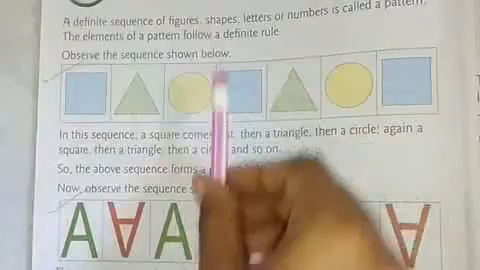 A definite sequence of figures, shapes, letters or numbers is called a pattern.
The elements of a pattern follow a definite rule.
Observe the sequence shown below.
In this sequence, a square comes then a triangle, then a circle; again a
square, then a triangle, then a and so on.
So, the above sequence forms a
Now, observe the sequence
A A A A